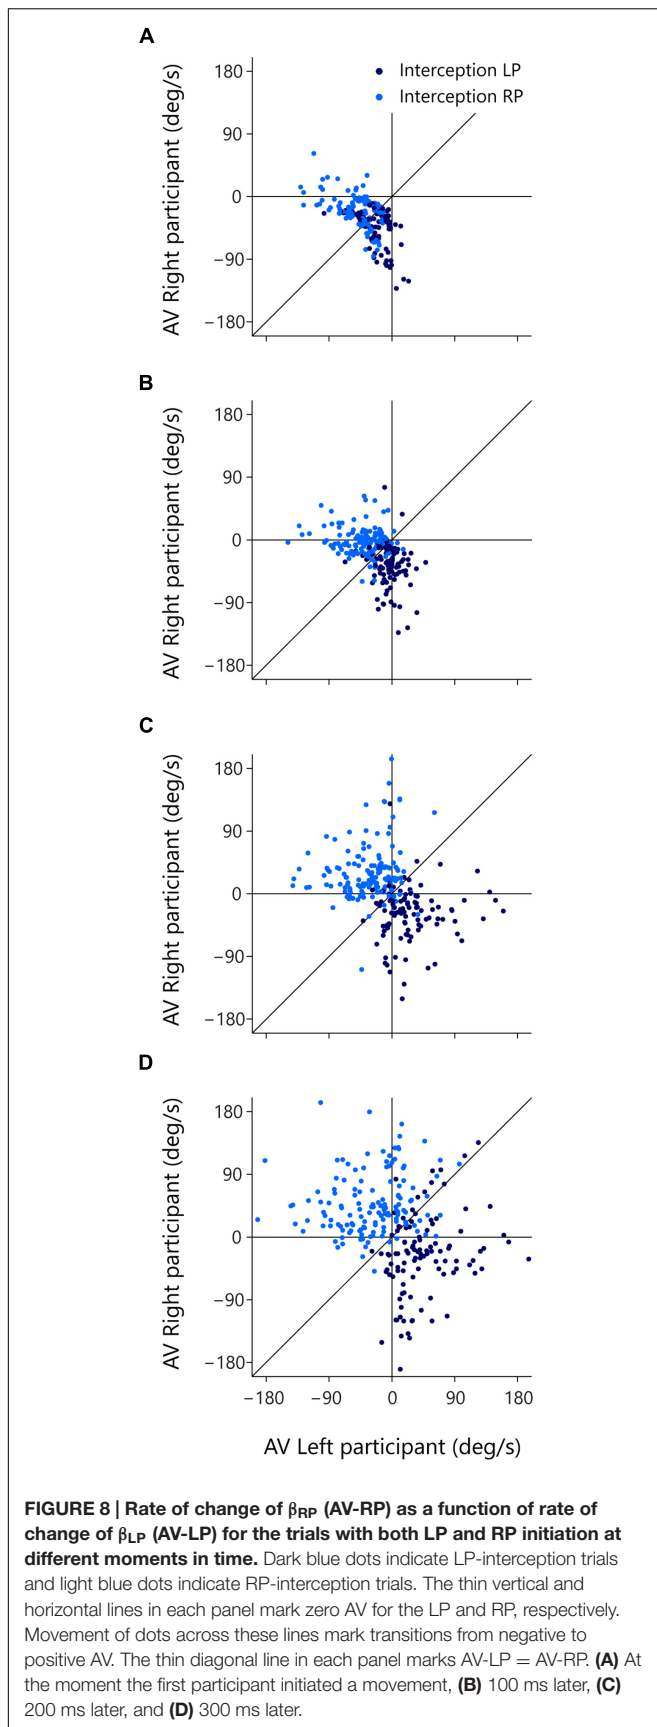 A
180
90
0
−90
−180
AV Right participant (deg/s)
Interception LP
Interception RP
B
180
90
0
−90
−180
AV Right participant (deg/s)
C
180
90
0
−90
−180
AV Right participant (deg/s)
D
180
90
0
−90
−180
AV Right participant (deg/s)
−180 −90 0 90 180
AV Left participant (deg/s)
FIGURE 8 | Rate of change of βRP (AV-RP) as a function of rate of
change of βLP (AV-LP) for the trials with both LP and RP initiation at
different moments in time. Dark blue dots indicate LP-interception trials
and light blue dots indicate RP-interception trials. The thin vertical and
horizontal lines in each panel mark zero AV for the LP and RP, respectively.
Movement of dots across these lines mark transitions from negative to
positive AV. The thin diagonal line in each panel marks AV-LP = AV-RP. (A) At
the moment the first participant initiated a movement, (B) 100 ms later, (C)
200 ms later, and (D) 300 ms later.